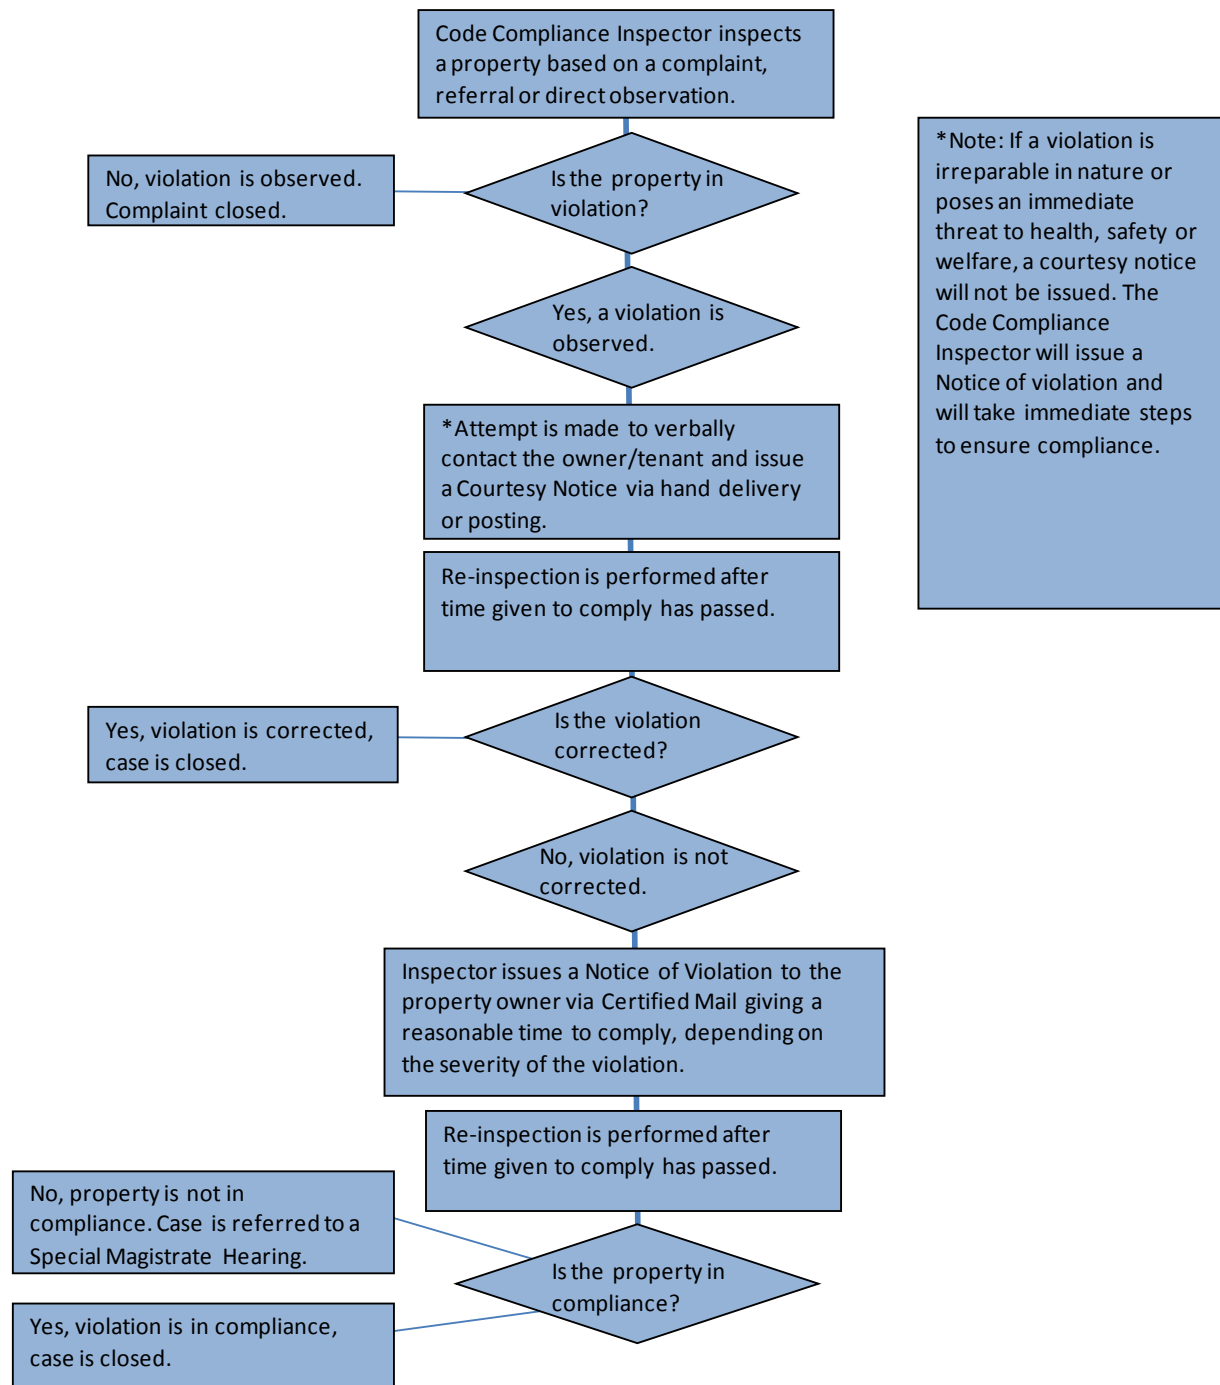 Code Compliance Inspector inspects
a property based on a complaint,
referral or direct observation.
*Note: If a violation is
irreparable in nature or
poses an immediate
threat to health, safety or
welfare, a courtesy notice
will not be issued. The
Code Compliance
Inspector will issue a
Notice of violation and
will take immediate steps
to ensure compliance.
No, violation is observed.
Complaint closed.
Is the property in
violation?
Yes, a violation is
observed.
*Attempt is made to verbally
contact the owner/tenant and issue
a Courtesy Notice via hand delivery
or posting.
Re-inspection is performed after
time given to comply has passed.
Yes, violation is corrected,
case is closed.
Is the violation
corrected?
No, violation is not
corrected.
Inspector issues a Notice of Violation to the
property owner via Certified Mail giving a
reasonable time to comply, depending on
the severity of the violation.
Re-inspection is performed after
time given to comply has passed.
No, property is not in
compliance. Case is referred to a
Special Magistrate Hearing.
Is the property in
compliance?
Yes, violation is in compliance,
case is closed.